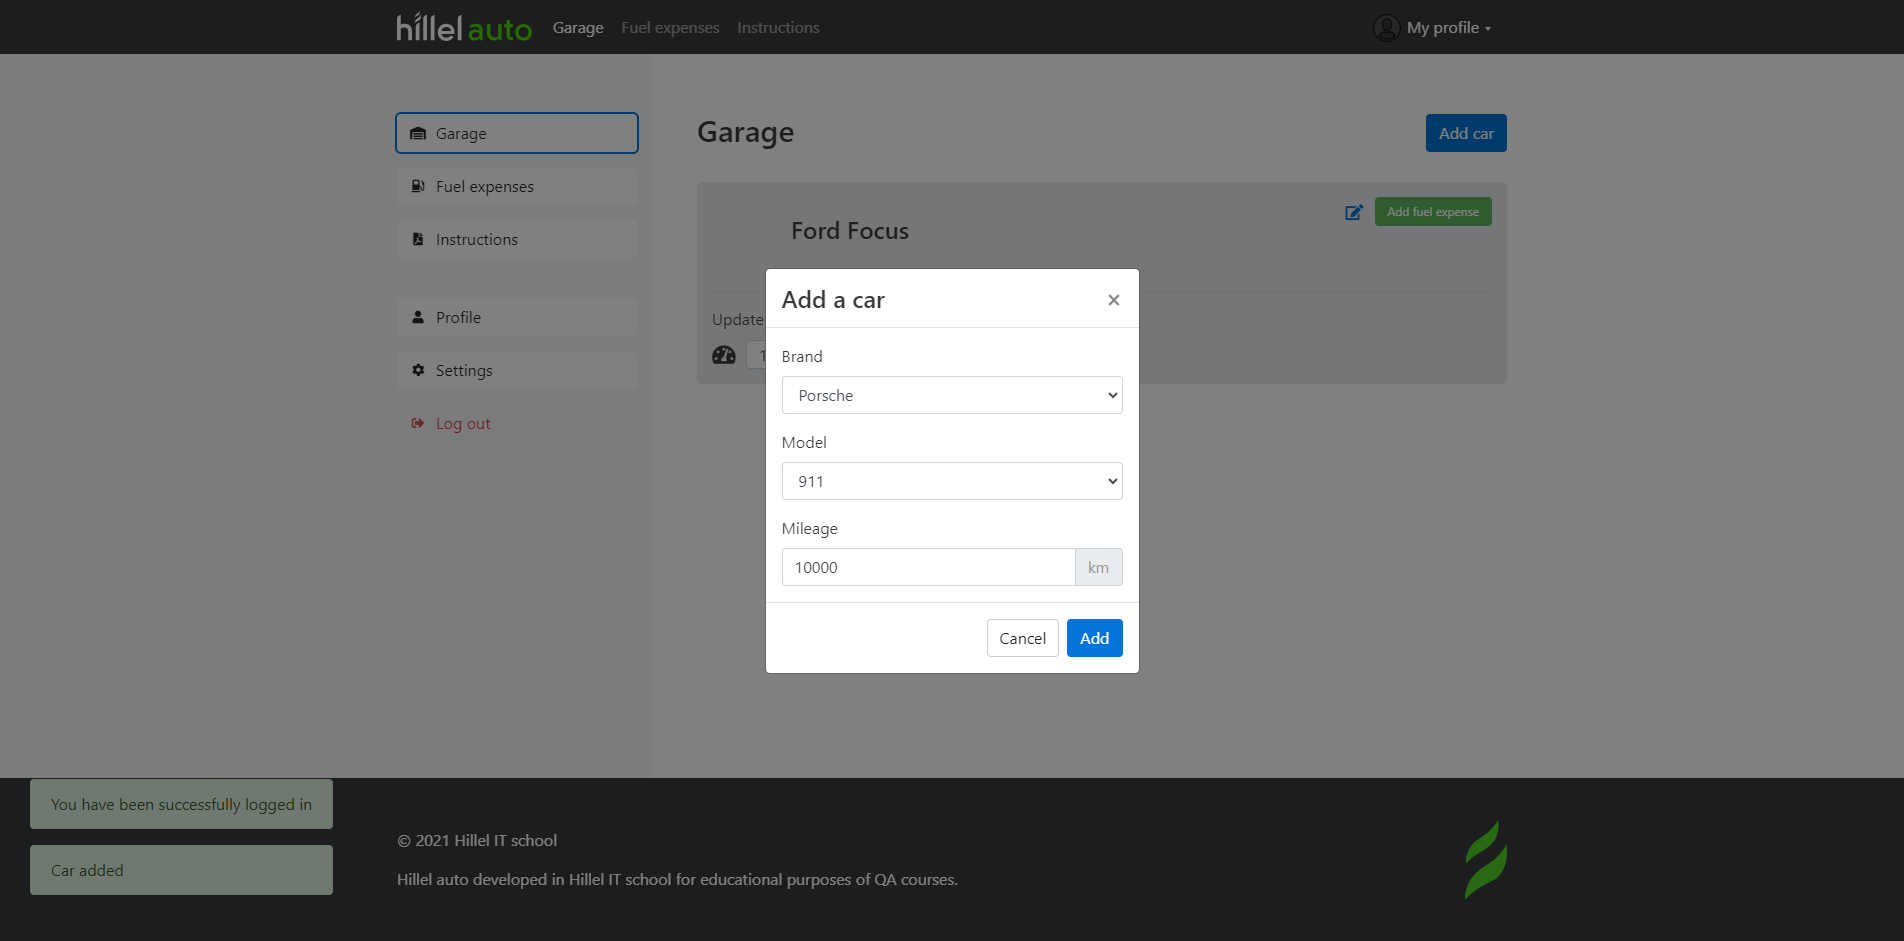 hillel auto
Garage
Fuel expenses
Instructions
My profile
Garage
Fuel expenses
Instructions
Profile
Settings
Log out
Garage
Add car
Ford Focus
Add fuel expense
Update
1
Add a car
×
Brand
Porsche
Model
911
Mileage
10000
km
Cancel
Add
You have been successfully logged in
Car added
© 2021 Hillel IT school
Hillel auto developed in Hillel IT school for educational purposes of QA courses.